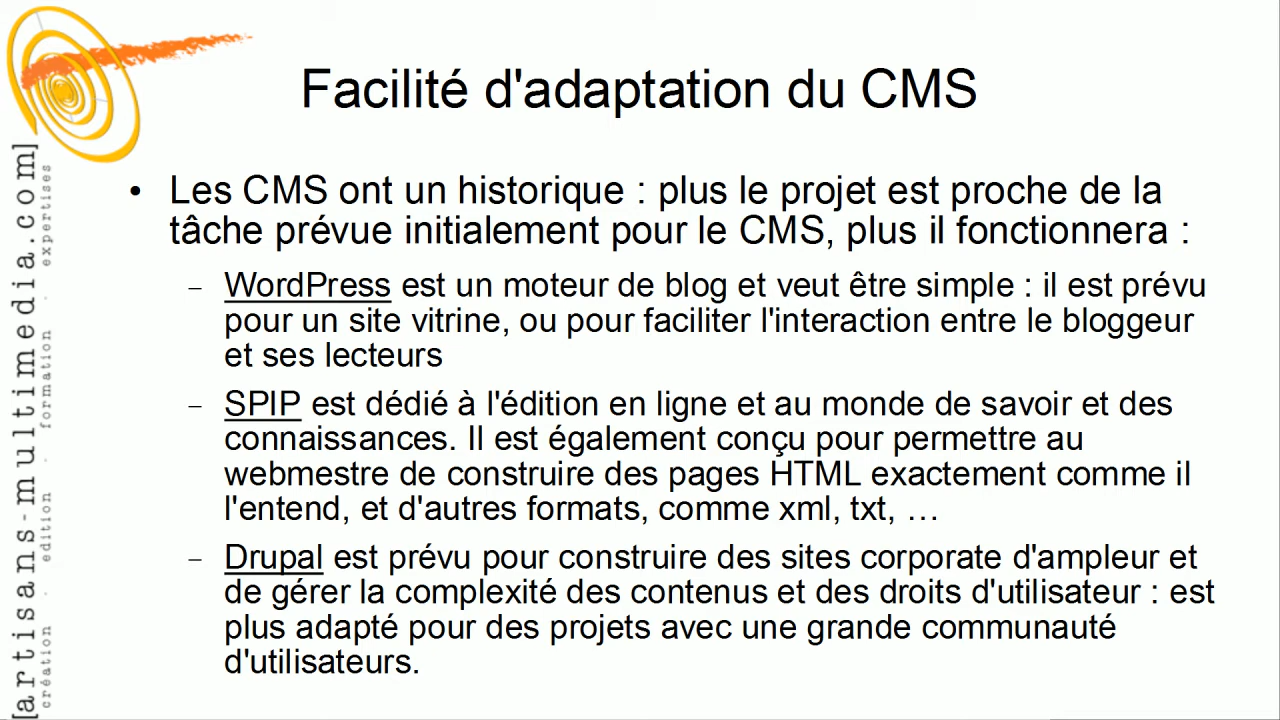 Facilité d'adaptation du CMS
• Les CMS ont un historique : plus le projet est proche de la
tâche prévue initialement pour le CMS, plus il fonctionnera :
– WordPress est un moteur de blog et veut être simple : il est prévu
pour un site vitrine, ou pour faciliter l'interaction entre le bloggeur
et ses lecteurs
– SPIP est dédié à l'édition en ligne et au monde de savoir et des
connaissances. Il est également conçu pour permettre au
webmestre de construire des pages HTML exactement comme il
l'entend, et d'autres formats, comme xml, txt, …
– Drupal est prévu pour construire des sites corporate d'ampleur et
de gérer la complexité des contenus et des droits d'utilisateur : est
plus adapté pour des projets avec une grande communauté
d'utilisateurs.
[artisans-multimedia.com]
création . edition . formation . expertises